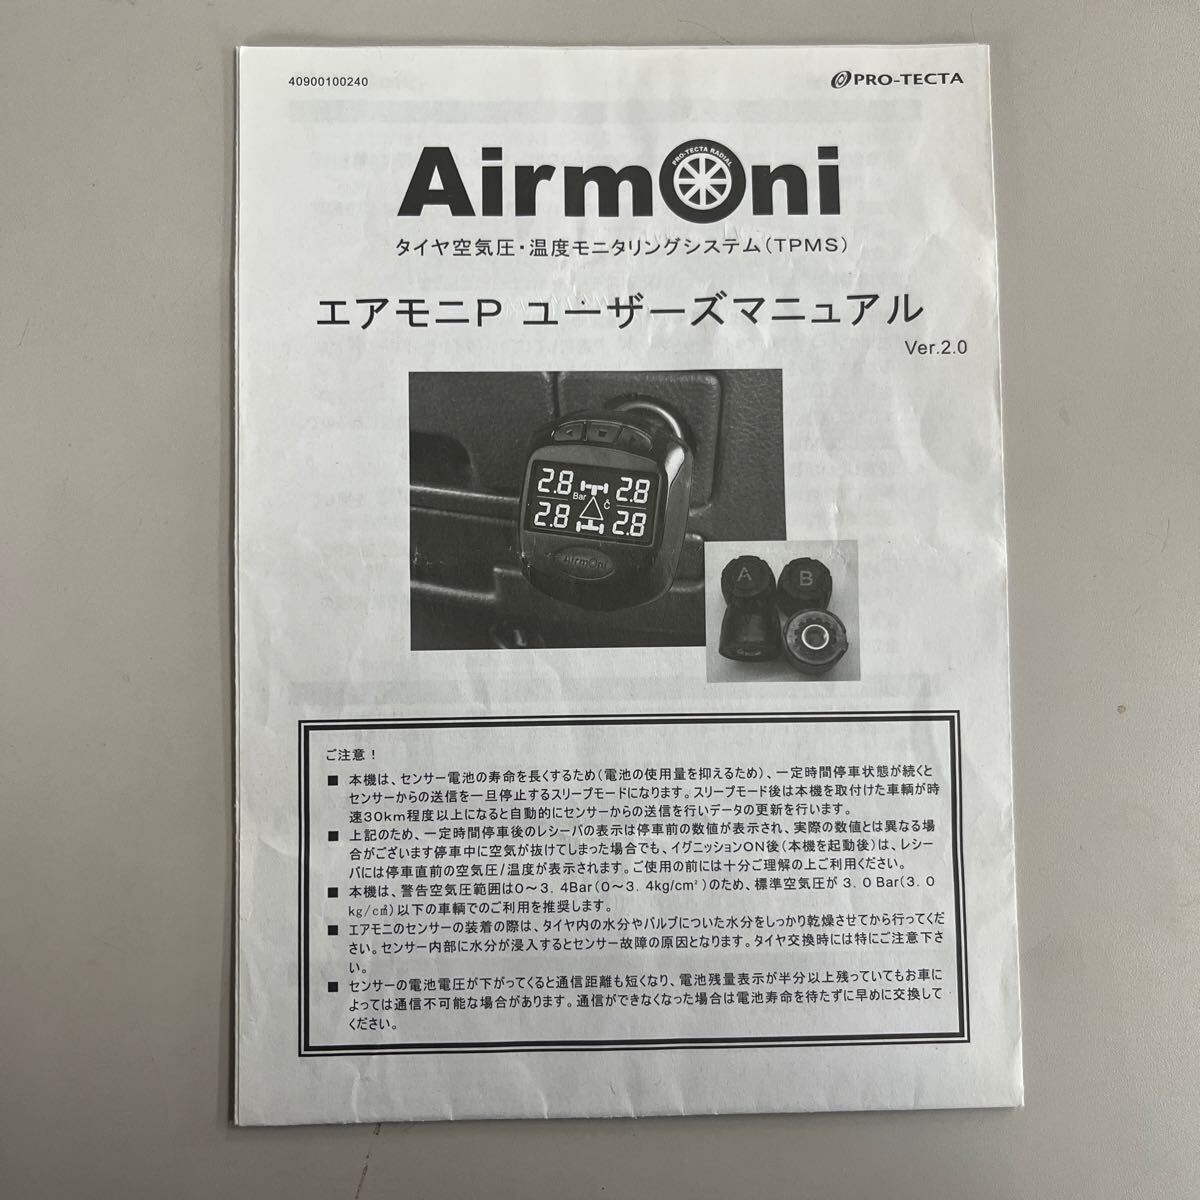 40900100240
PRO-TECTA
AirmOni
PRO-TECTA RADIAL
タイヤ空気圧・温度モニタリングシステム(TPMS)
エアモニP ユーザーズマニュアル
Ver.2.0
2.8 2.8
Bar C
2.8 2.8
AirmOni
A B
ご注意！
■ 本機は、センサー電池の寿命を長くするため(電池の使用量を抑えるため)、一定時間停車状態が続くと
センサーからの送信を一旦停止するスリープモードになります。スリープモード後は本機を取付けた車輌が時
速30km程度以上になると自動的にセンサーからの送信を行いデータの更新を行います。
■ 上記のため、一定時間停車後のレシーバの表示は停車前の数値が表示され、実際の数値とは異なる場
合がございます停車中に空気が抜けてしまった場合でも、イグニッションON後(本機を起動後)は、レシー
バには停車直前の空気圧/温度が表示されます。ご使用の前には十分ご理解の上ご利用ください。
■ 本機は、警告空気圧範囲は0～3.4Bar(0～3.4kg/cm²)のため、標準空気圧が3.0Bar(3.0
kg/c㎡)以下の車輌でのご利用を推奨します。
■ エアモニのセンサーの装着の際は、タイヤ内の水分やバルブについた水分をしっかり乾燥させてから行ってくだ
さい。センサー内部に水分が浸入するとセンサー故障の原因となります。タイヤ交換時には特にご注意下さ
い。
■ センサーの電池電圧が下がってくると通信距離も短くなり、電池残量表示が半分以上残っていてもお車に
よっては通信不可能な場合があります。通信ができなくなった場合は電池寿命を待たずに早めに交換して
ください。